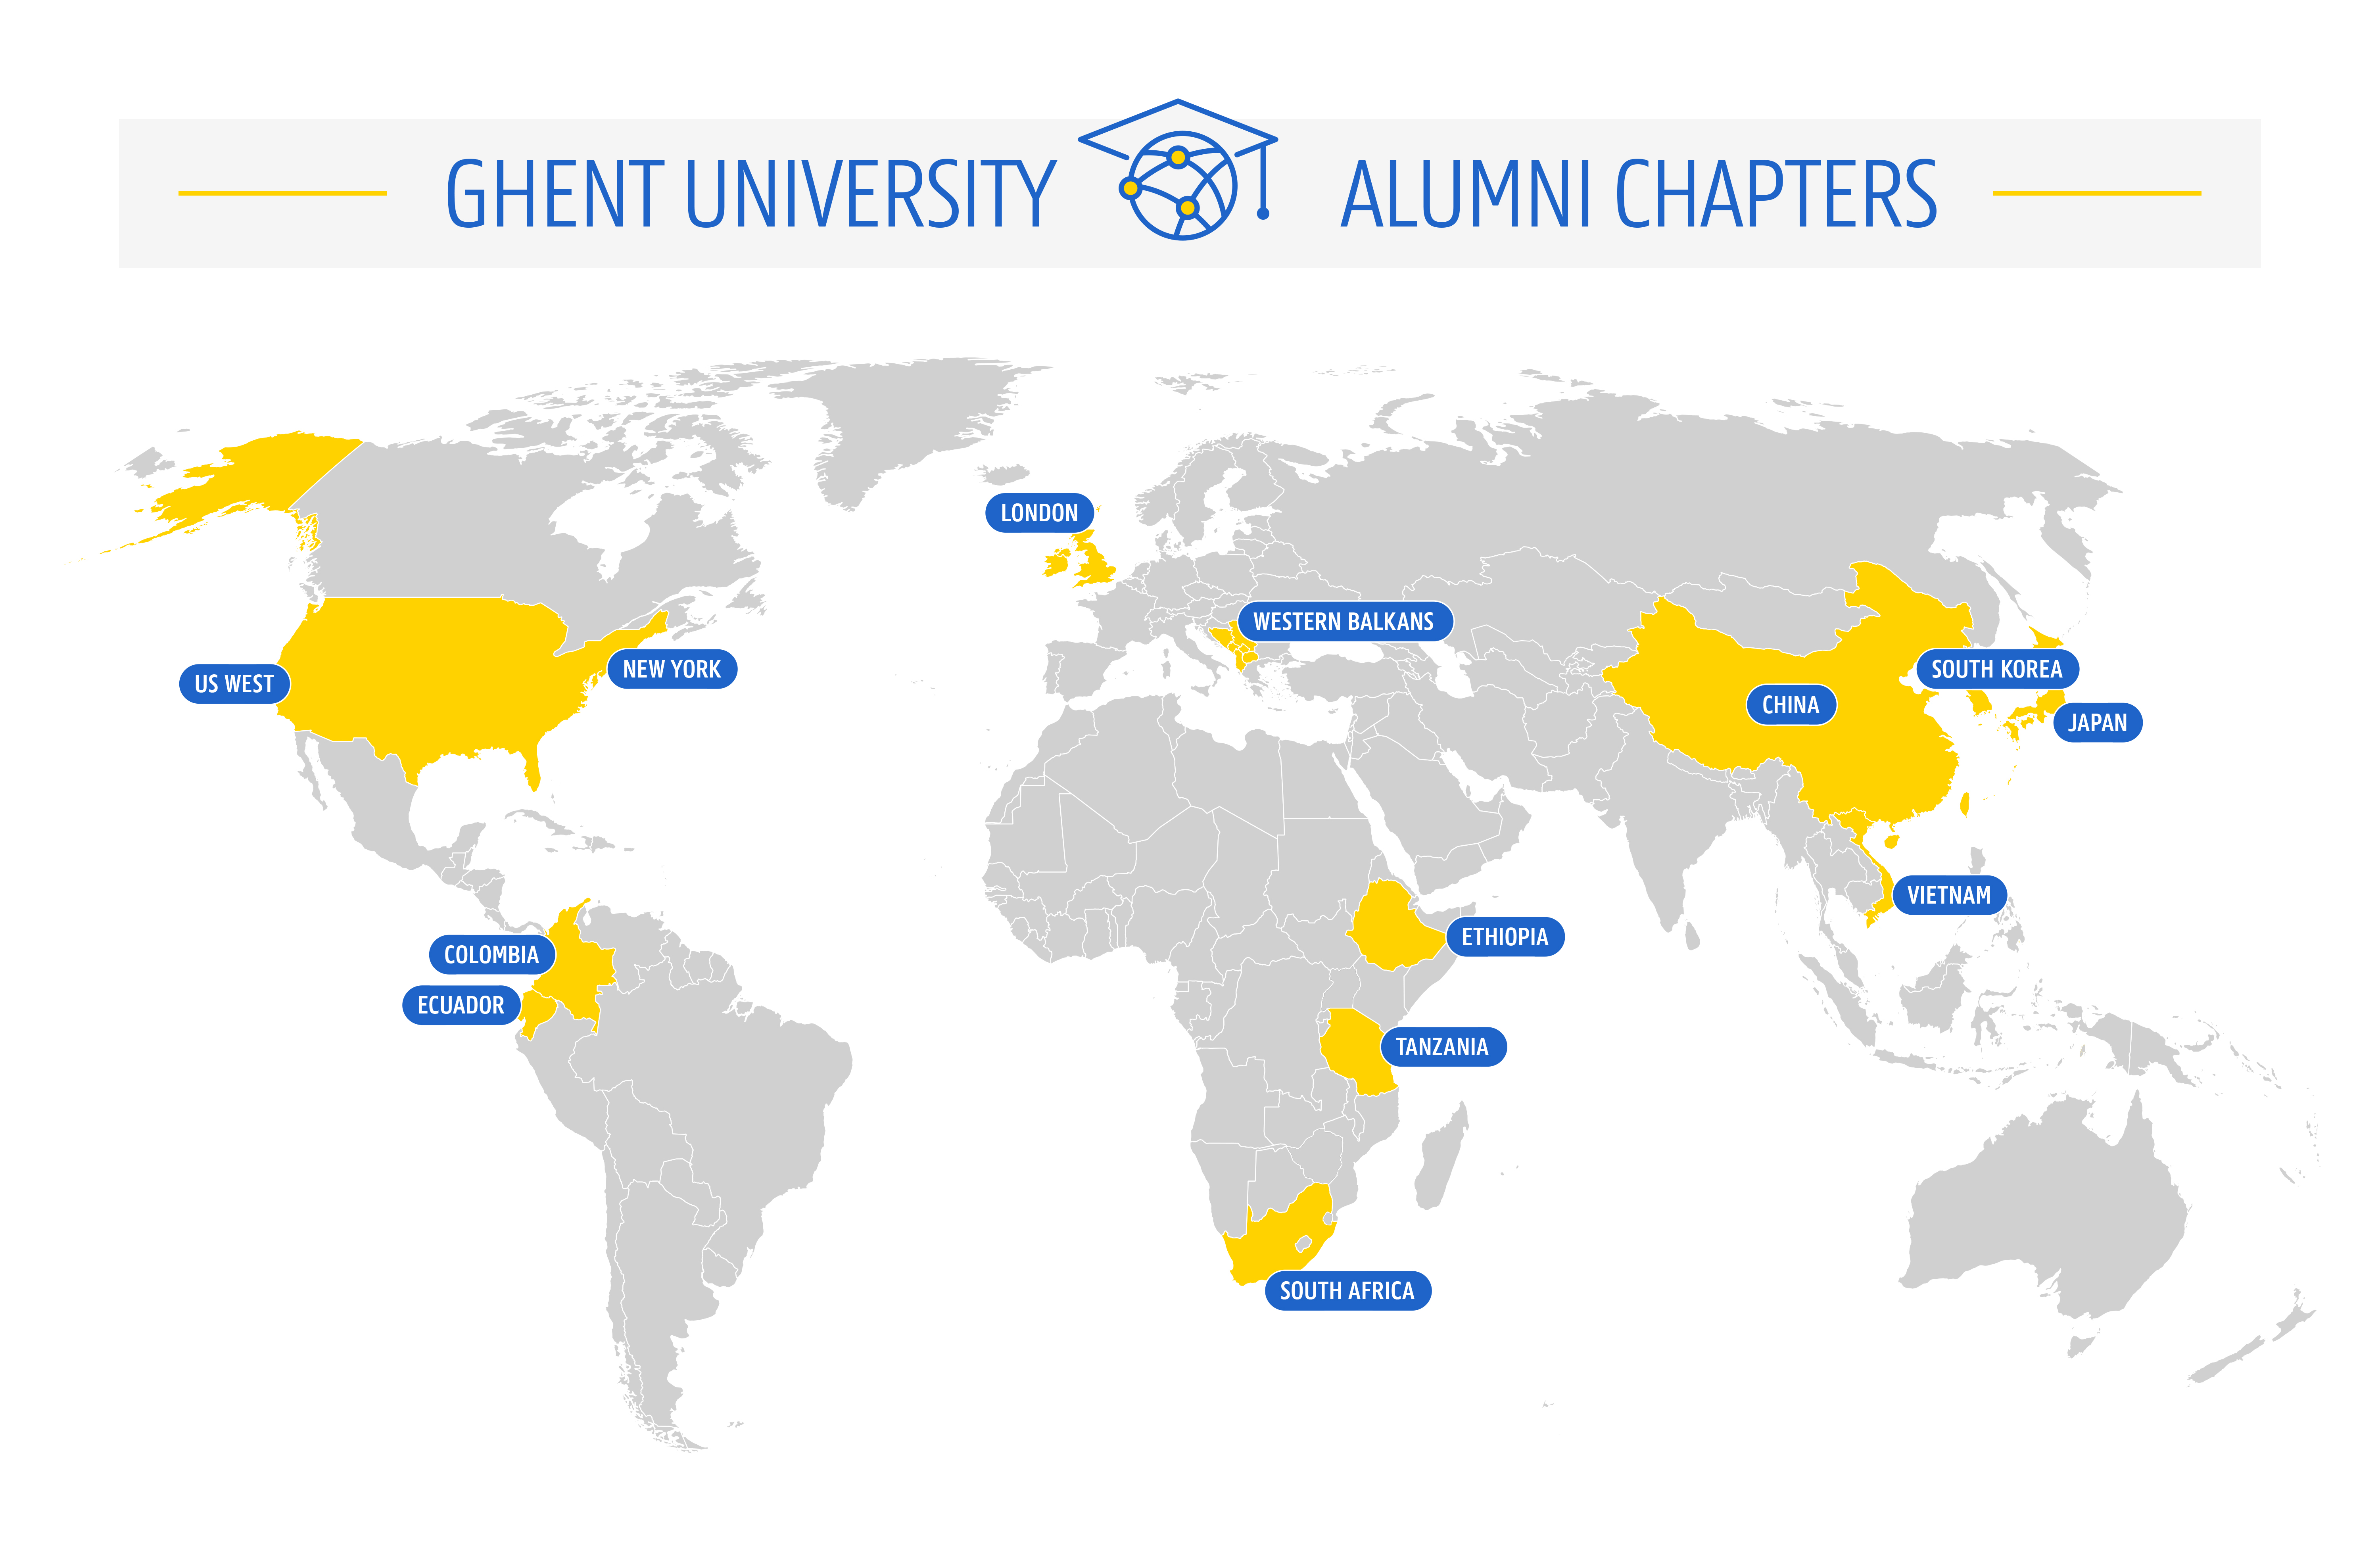 GHENT UNIVERSITY ALUMNI CHAPTERS
LONDON
WESTERN BALKANS
US WEST
NEW YORK
SOUTH KOREA
CHINA
JAPAN
VIETNAM
COLOMBIA
ETHIOPIA
ECUADOR
TANZANIA
SOUTH AFRICA